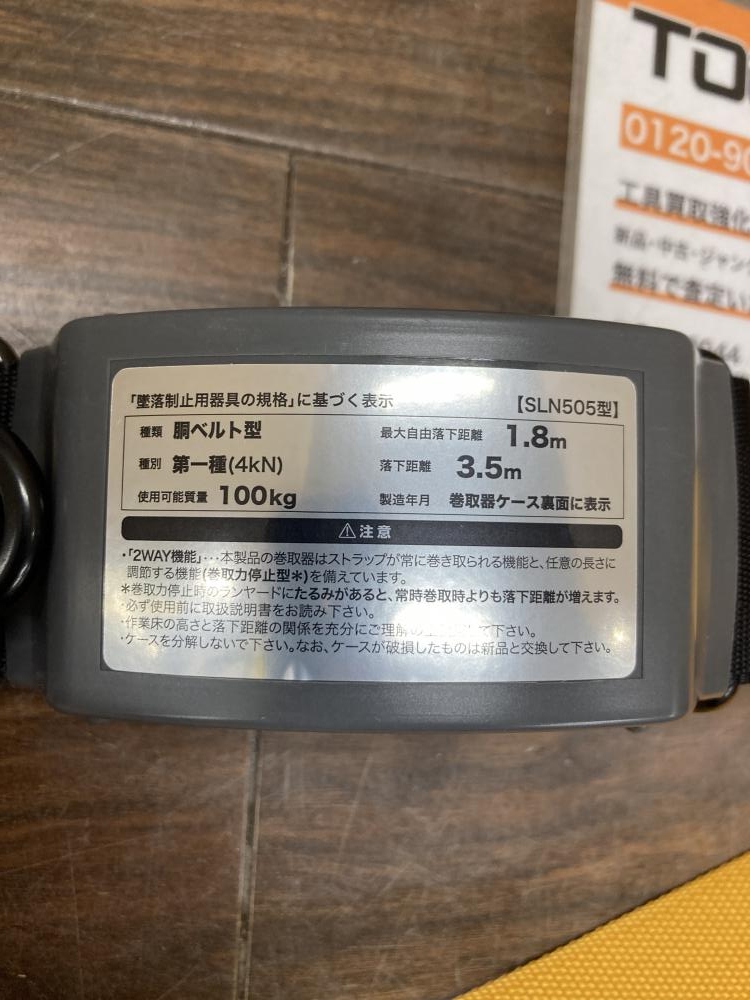 TO
0120-9
工具買取強化
新品・中古・ジャン
無料で査定い
644
「墜落制止用器具の規格」に基づく表示 【SLN505型】
種類 胴ベルト型 最大自由落下距離 1.8m
種別 第一種(4kN) 落下距離 3.5m
使用可能質量 100kg 製造年月 巻取器ケース裏面に表示
⚠注意
・「2WAY機能」…本製品の巻取器はストラップが常に巻き取られる機能と、任意の長さに
調節する機能(巻取力停止型＊)を備えています。
＊巻取力停止時のランヤードにたるみがあると、常時巻取時よりも落下距離が増えます。
・必ず使用前に取扱説明書をお読み下さい。
・作業床の高さと落下距離の関係を充分にご理解の して下さい。
・ケースを分解しないで下さい。なお、ケースが破損したものは新品と交換して下さい。